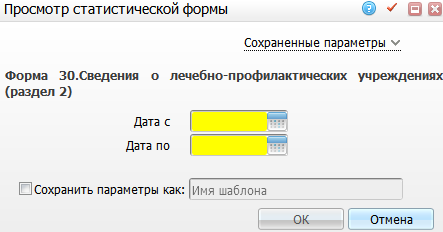 Просмотр статистической формы
Сохраненные параметры
Форма 30.Сведения о лечебно-профилактических учреждениях
(раздел 2)
Дата с
Дата по
Сохранить параметры как: Имя шаблона
ОК Отмена